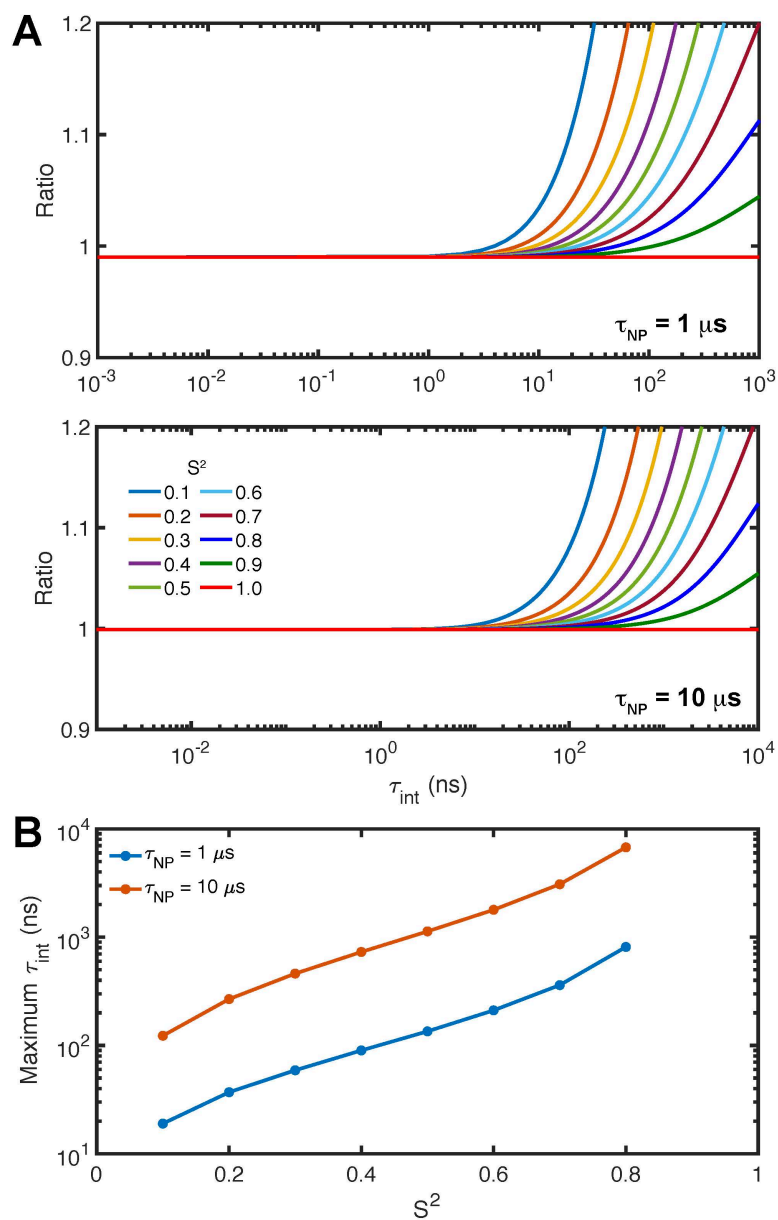 A
1.2
1.1
1
0.9
Ratio
τNP = 1 μs
10⁻³ 10⁻² 10⁻¹ 10⁰ 10¹ 10² 10³
1.2
1.1
1
0.9
Ratio
S²
0.1 0.6
0.2 0.7
0.3 0.8
0.4 0.9
0.5 1.0
τNP = 10 μs
10⁻² 10⁰ 10² 10⁴
τint (ns)
B
10⁴
10³
10²
10¹
Maximum τint (ns)
τNP = 1 μs
τNP = 10 μs
0 0.2 0.4 0.6 0.8 1
S²